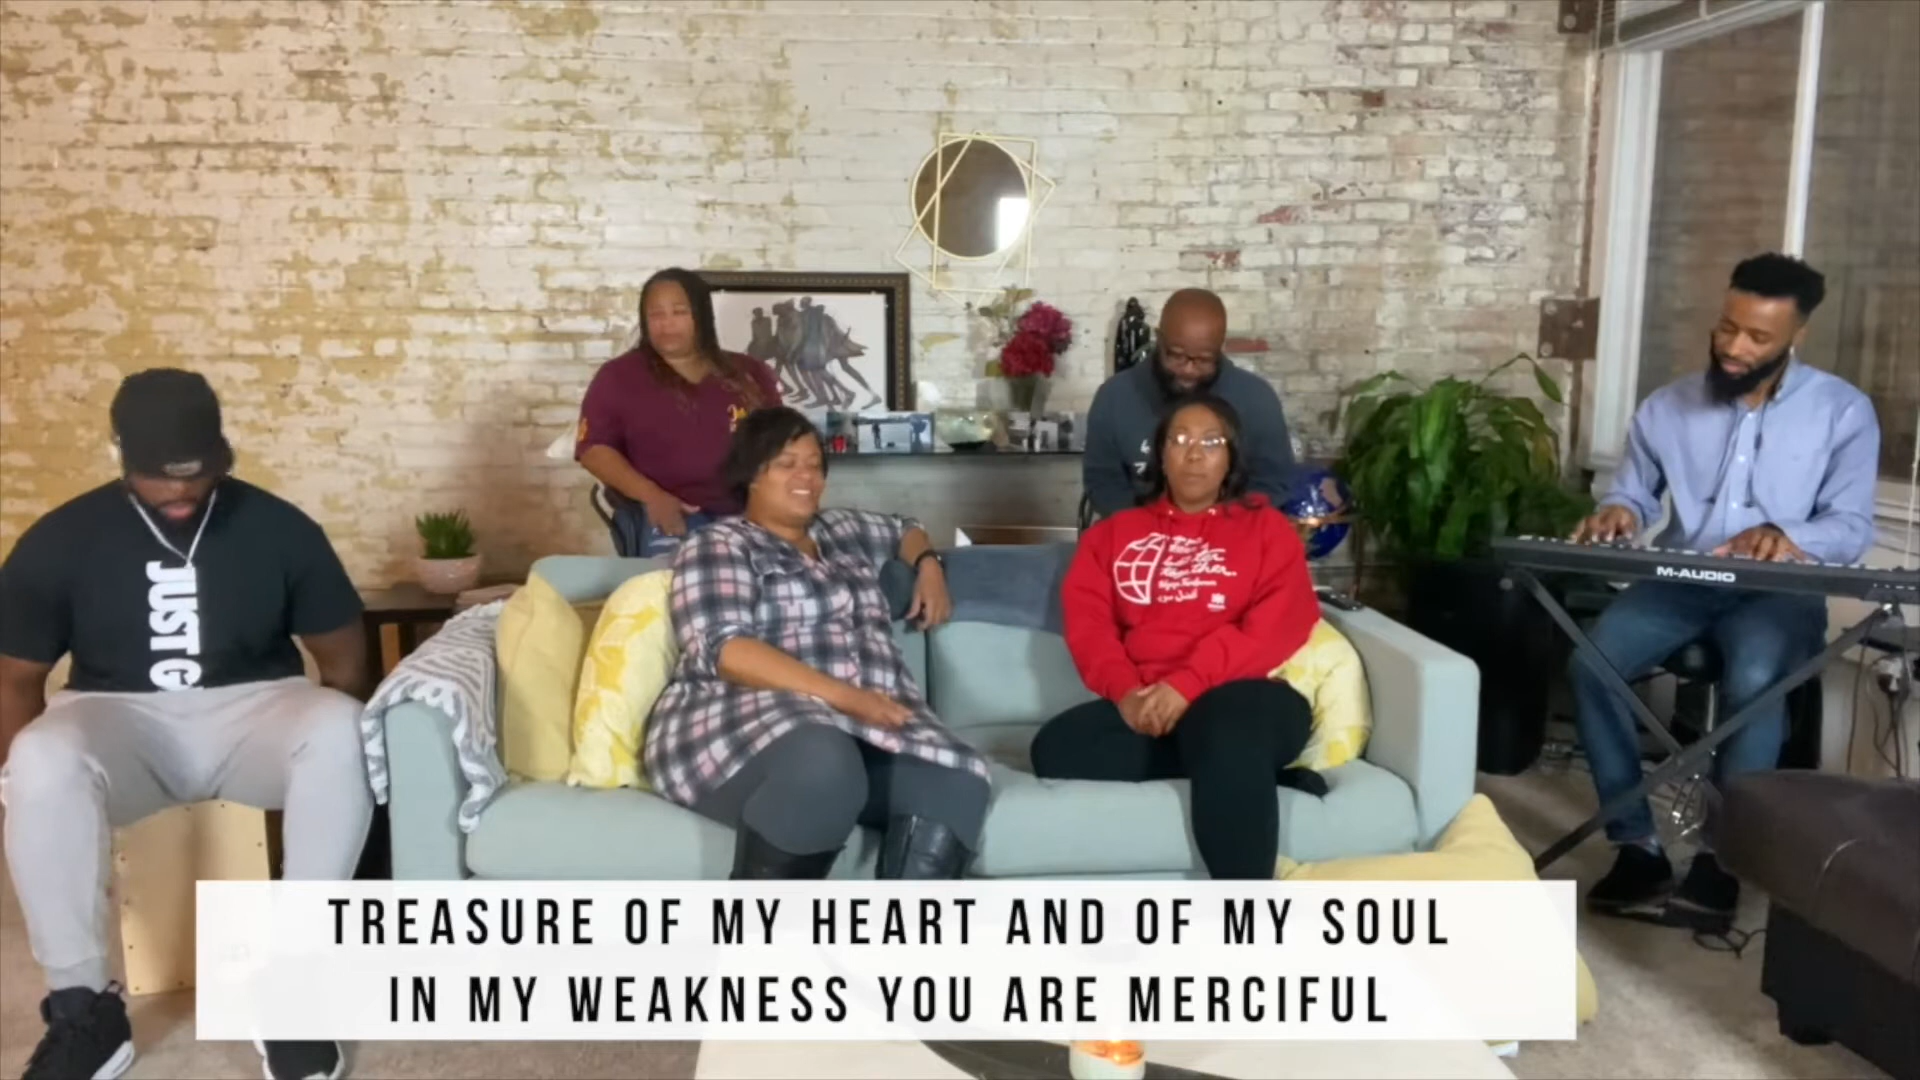 JUST G
M-AUDIO
TREASURE OF MY HEART AND OF MY SOUL
IN MY WEAKNESS YOU ARE MERCIFUL